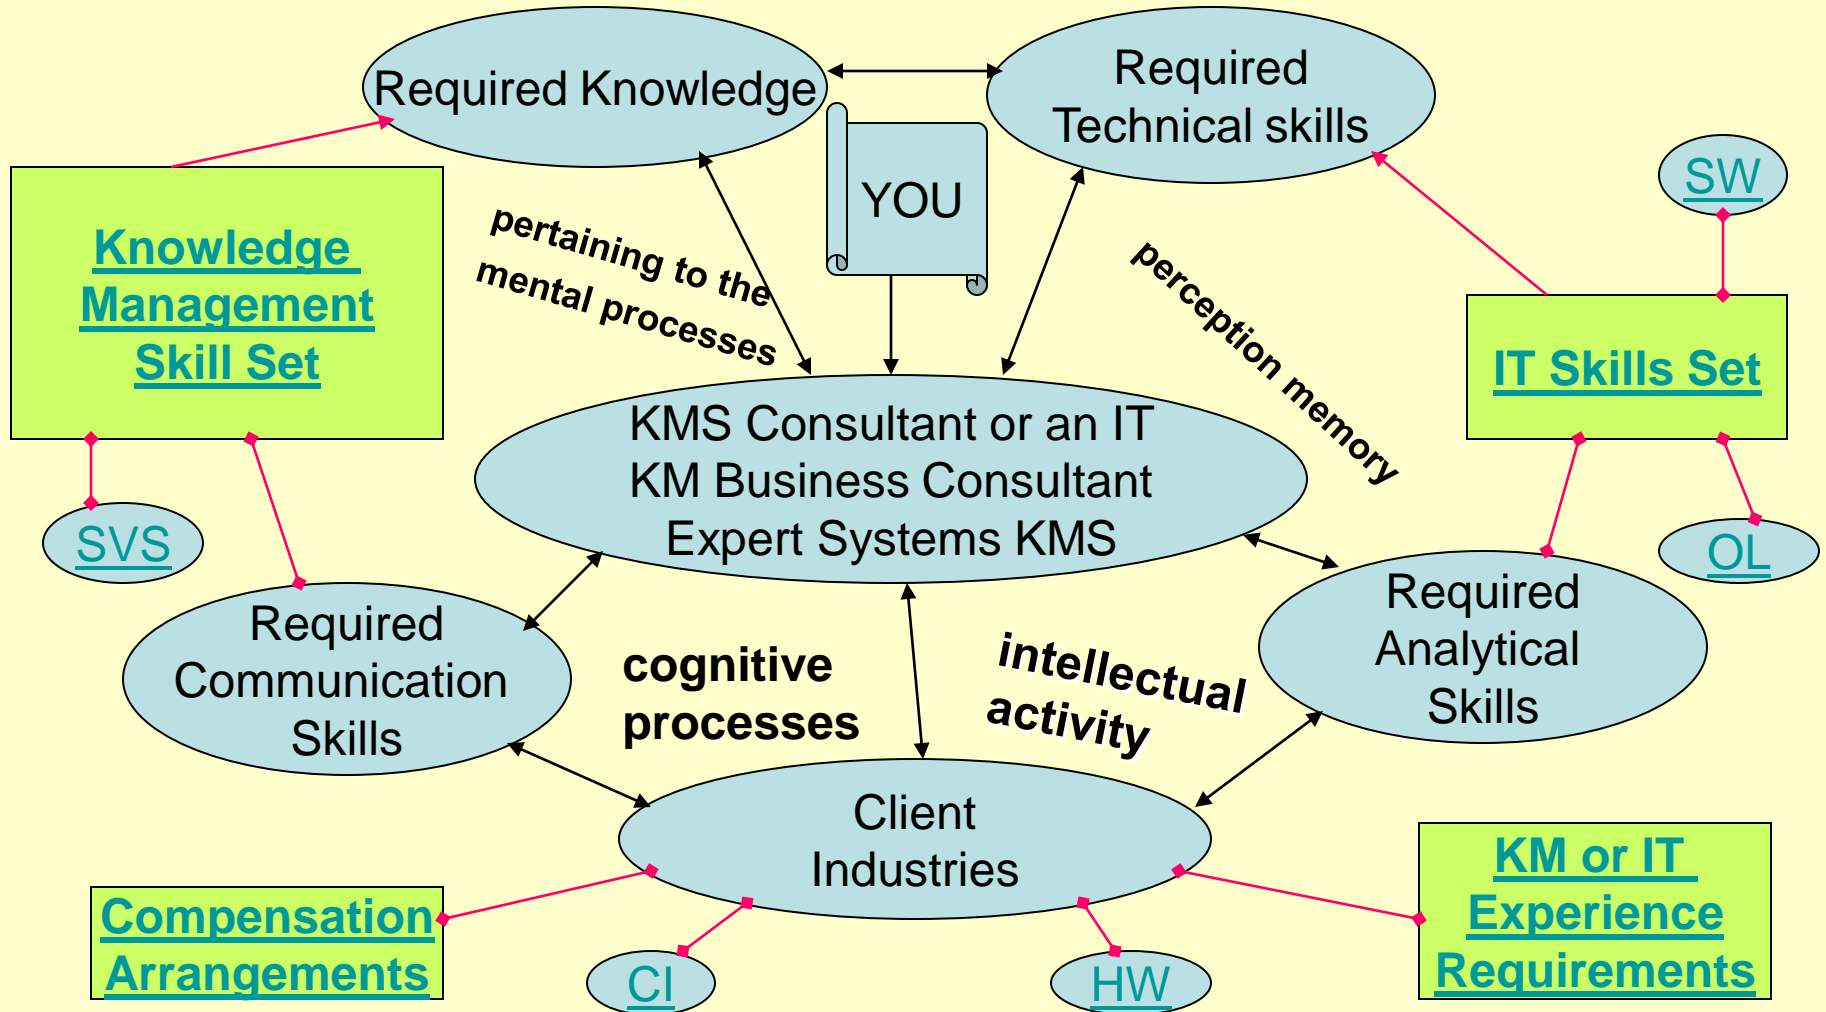 Required Knowledge
Required
Technical skills
YOU
SW
Knowledge
Management
Skill Set
pertaining to the
mental processes
perception memory
IT Skills Set
KMS Consultant or an IT
KM Business Consultant
Expert Systems KMS
SVS
OL
Required
Communication
Skills
cognitive
processes
intellectual
activity
Required
Analytical
Skills
Client
Industries
Compensation
Arrangements
CI
HW
KM or IT
Experience
Requirements